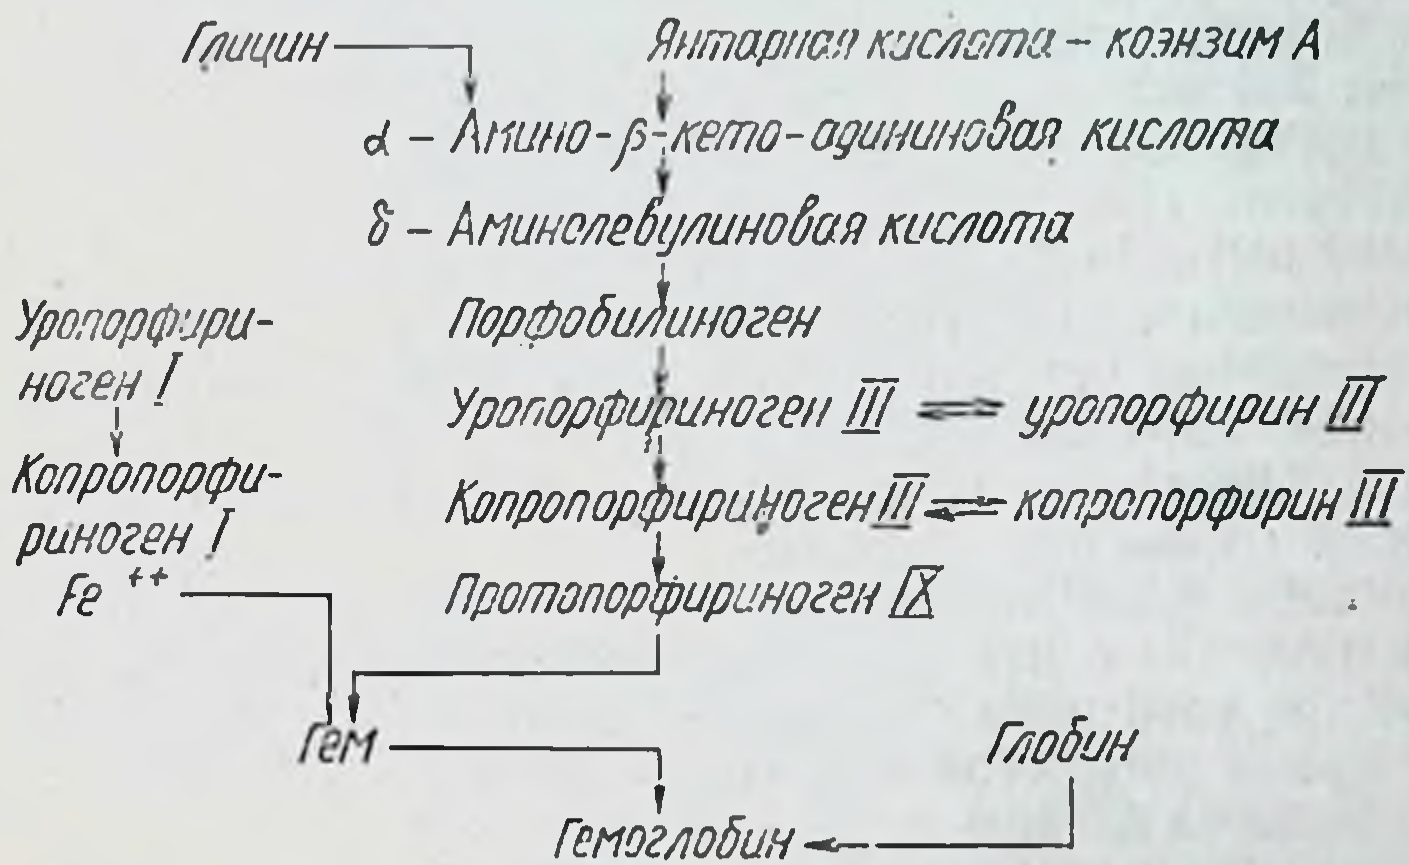 Глицин
Янтарная кислота – коэнзим А
α – Амино-β-кето-адининовая кислота
δ – Аминолевулиновая кислота
Уропорфири-
ноген I
Порфобилиноген
Уропорфириноген III ⇌ уропорфирин III
Копропорфи-
риноген I
Копропорфириноген III ⇌ копропорфирин III
Fe ++
Протопорфириноген IX
Гем
Глобин
Гемоглобин